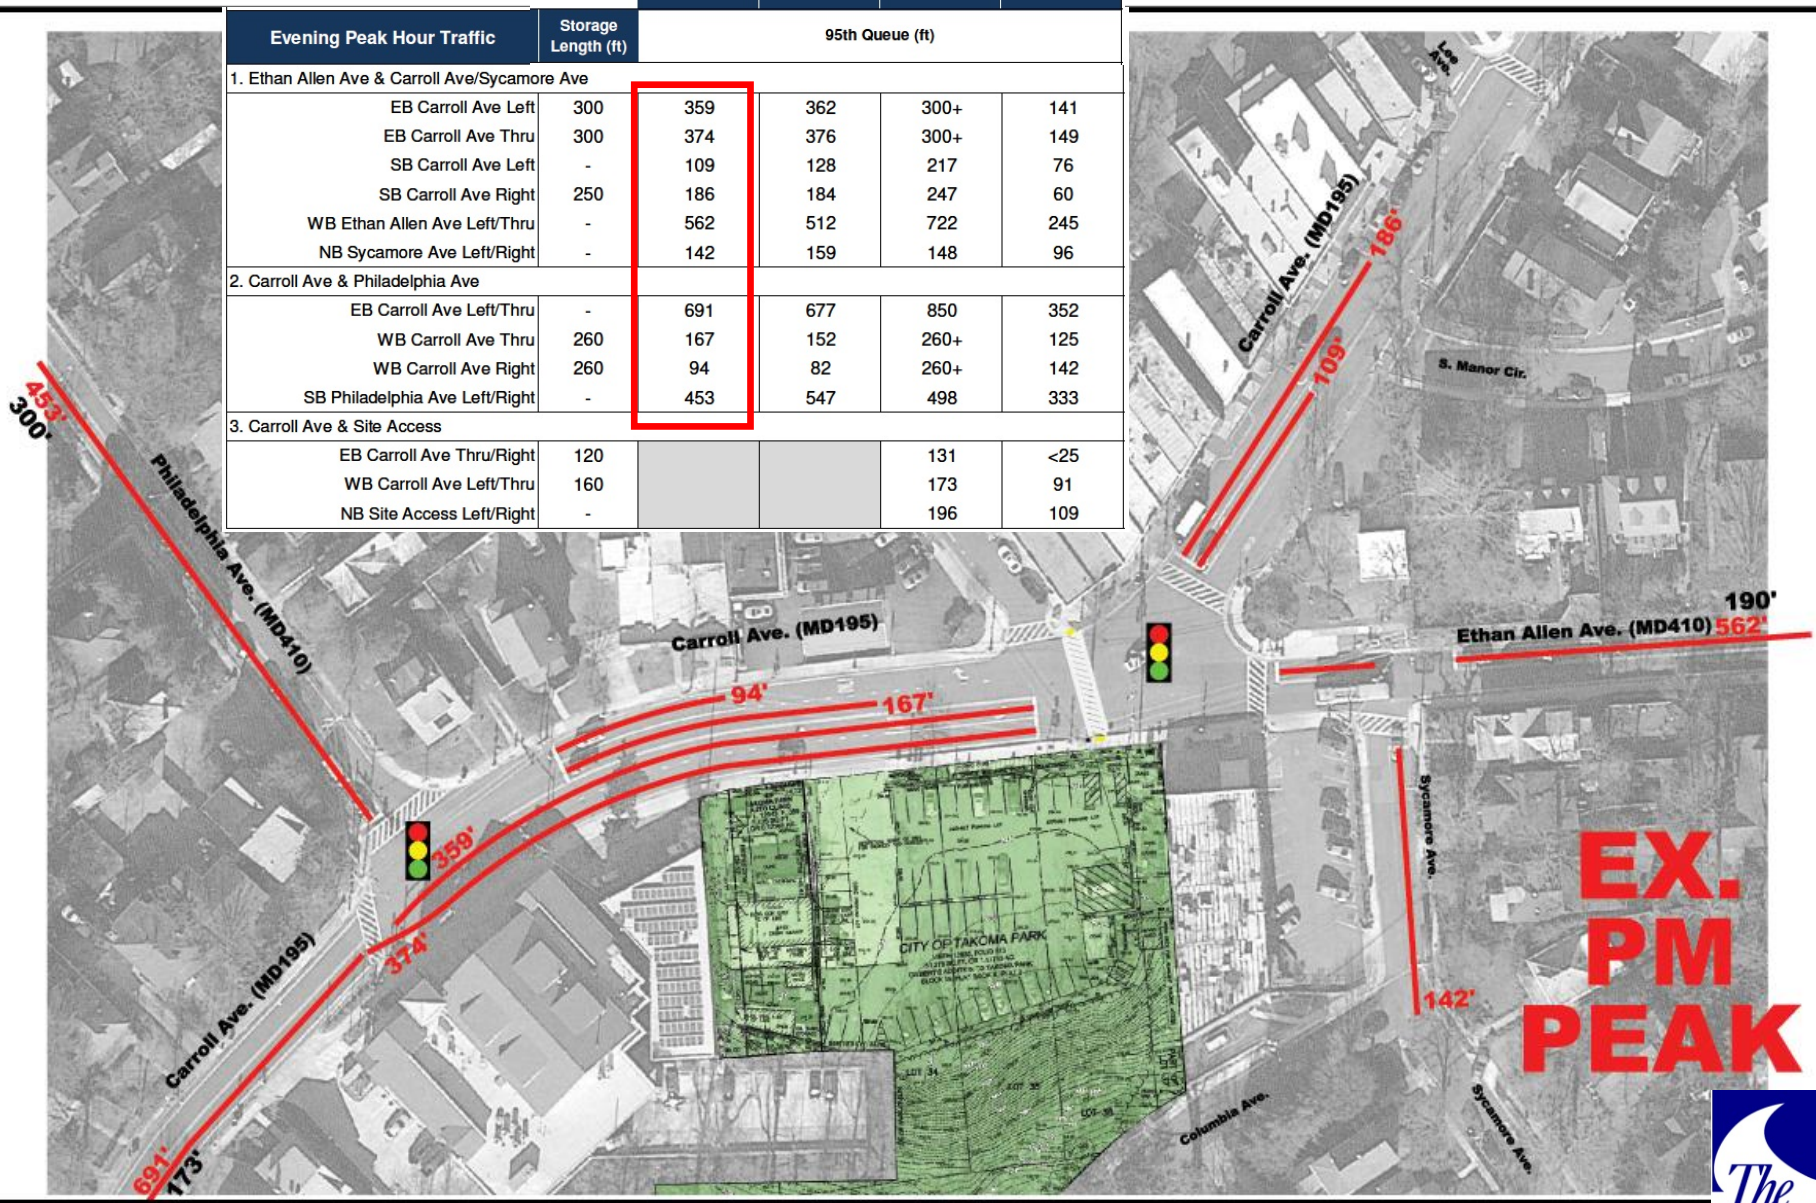 Evening Peak Hour Traffic Storage Length (ft) 95th Queue (ft)
1. Ethan Allen Ave & Carroll Ave/Sycamore Ave
EB Carroll Ave Left 300 359 362 300+ 141
EB Carroll Ave Thru 300 374 376 300+ 149
SB Carroll Ave Left - 109 128 217 76
SB Carroll Ave Right 250 186 184 247 60
WB Ethan Allen Ave Left/Thru - 562 512 722 245
NB Sycamore Ave Left/Right - 142 159 148 96
2. Carroll Ave & Philadelphia Ave
EB Carroll Ave Left/Thru - 691 677 850 352
WB Carroll Ave Thru 260 167 152 260+ 125
WB Carroll Ave Right 260 94 82 260+ 142
SB Philadelphia Ave Left/Right - 453 547 498 333
3. Carroll Ave & Site Access
EB Carroll Ave Thru/Right 120 131 <25
WB Carroll Ave Left/Thru 160 173 91
NB Site Access Left/Right - 196 109
Lee Ave.
Carroll Ave. (MD195)
186'
109'
S. Manor Cir.
453'
300'
Philadelphia Ave. (MD410)
Carroll Ave. (MD195)
190'
Ethan Allen Ave. (MD410) 562'
94'
167'
359'
374'
Sycamore Ave.
CITY OF TAKOMA PARK
EX.
PM
PEAK
142'
Carroll Ave. (MD195)
691'
173'
LOT 34
LOT 35
LOT 36
Columbia Ave.
Sycamore Ave.
The